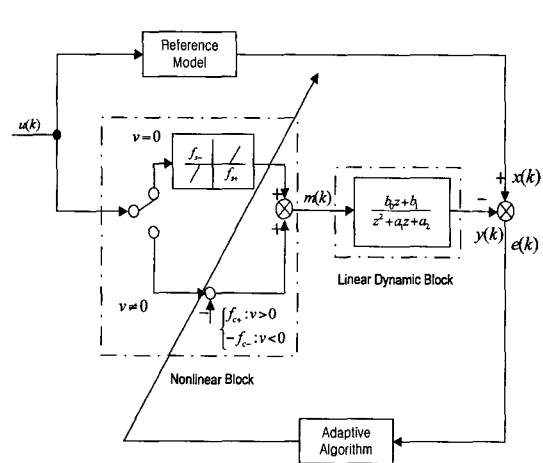 Reference
Model
u(k)
v=0
f_{s-}
f_{s+}
+
m(k)
+
b_0z+b_1
z^2+a_1z+a_2
+ x(k)
−
y(k)
e(k)
Linear Dynamic Block
v≠0
−
{f_{c+}:v>0
−f_{c-}:v<0
Nonlinear Block
Adaptive
Algorithm